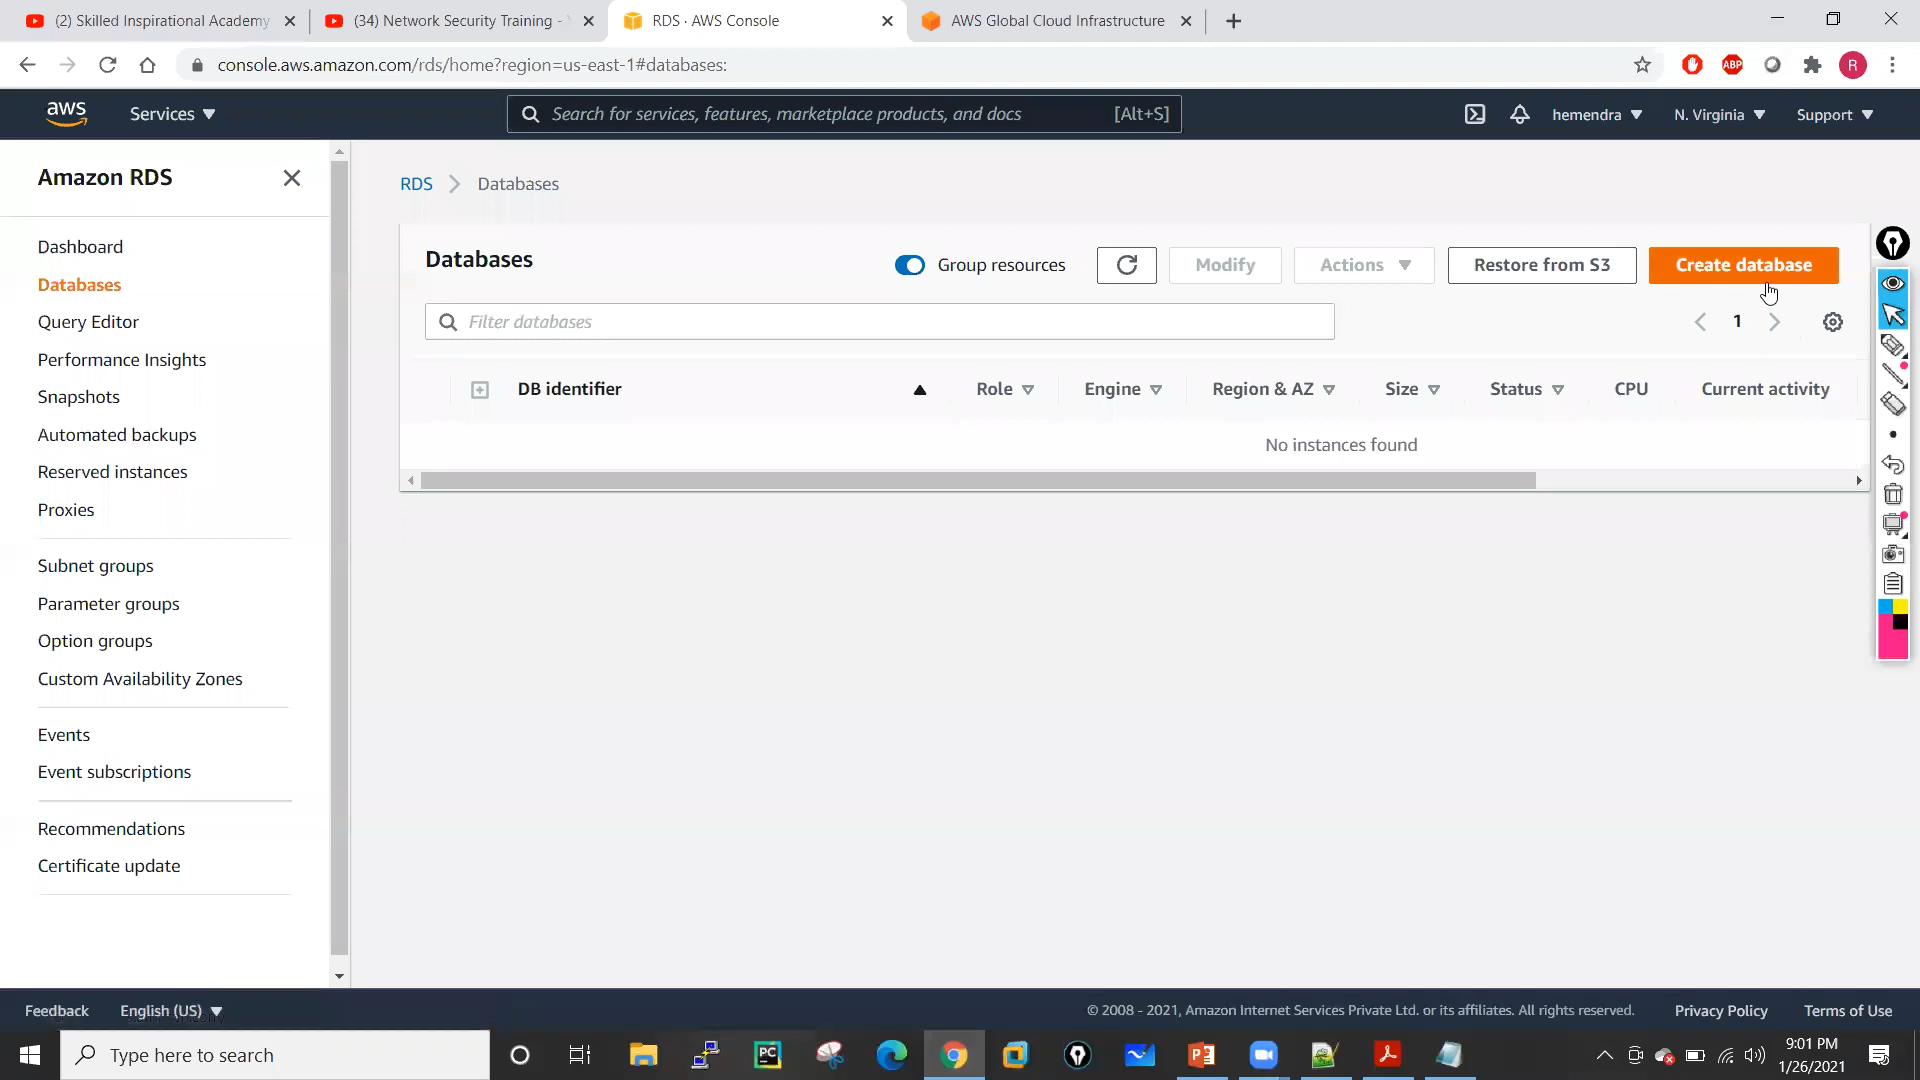 (2) Skilled Inspirational Academy
(34) Network Security Training -
RDS · AWS Console
AWS Global Cloud Infrastructure
console.aws.amazon.com/rds/home?region=us-east-1#databases:
ABP
R
aws
Services
Search for services, features, marketplace products, and docs
[Alt+S]
hemendra
N. Virginia
Support
Amazon RDS
Dashboard
Databases
Query Editor
Performance Insights
Snapshots
Automated backups
Reserved instances
Proxies
Subnet groups
Parameter groups
Option groups
Custom Availability Zones
Events
Event subscriptions
Recommendations
Certificate update
RDS
Databases
Databases
Group resources
Modify
Actions
Restore from S3
Create database
Filter databases
1
DB identifier
Role
Engine
Region & AZ
Size
Status
CPU
Current activity
No instances found
Feedback
English (US)
© 2008 - 2021, Amazon Internet Services Private Ltd. or its affiliates. All rights reserved.
Privacy Policy
Terms of Use
Type here to search
PC
9:01 PM
1/26/2021